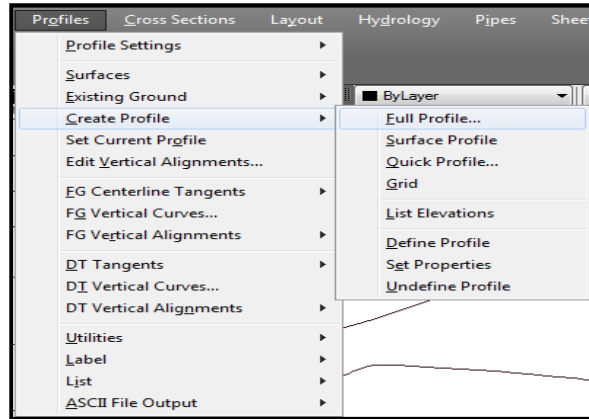 Profiles Cross Sections Layout Hydrology Pipes
Profile Settings
Surfaces
Existing Ground
Create Profile
Set Current Profile
Edit Vertical Alignments...
FG Centerline Tangents
FG Vertical Curves...
FG Vertical Alignments
DT Tangents
DT Vertical Curves...
DT Vertical Alignments
Utilities
Label
List
ASCII File Output
ByLayer
Full Profile...
Surface Profile
Quick Profile...
Grid
List Elevations
Define Profile
Set Properties
Undefine Profile